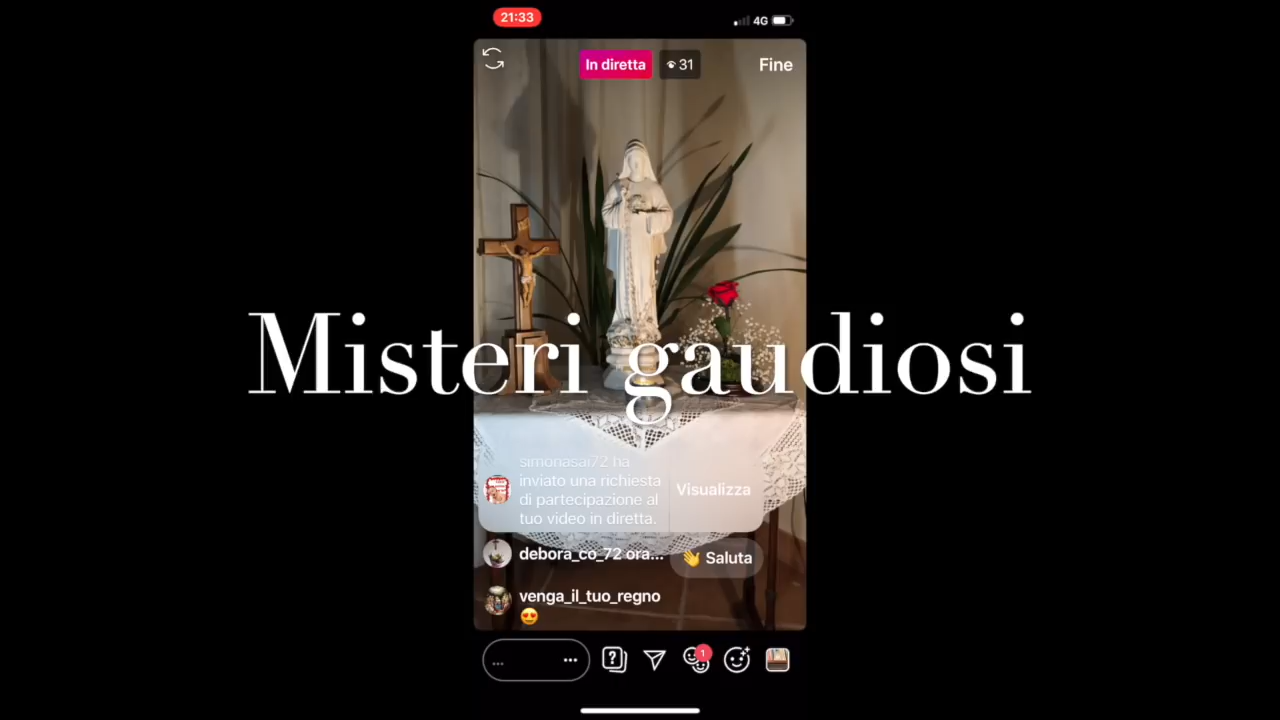 21:33
4G
In diretta
31
Fine
Misteri gaudiosi
simonasai72 ha
inviato una richiesta
di partecipazione al
tuo video in diretta.
Visualizza
debora_co_72 ora...
👋 Saluta
venga_il_tuo_regno
😍
...
1